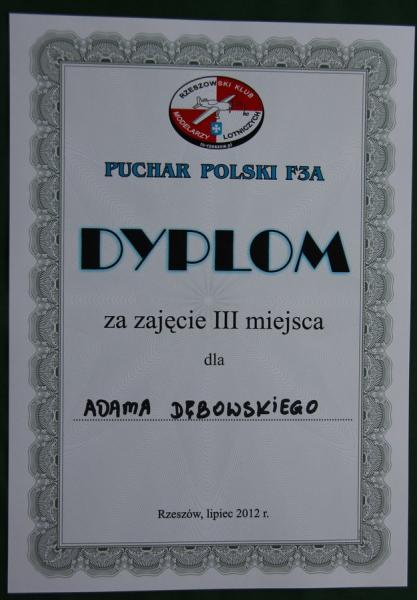 RZESZOWSKI KLUB
MODELARZY LOTNICZYCH
PUCHAR POLSKI F3A
DYPLOM
za zajęcie III miejsca
dla
ADAMA DĘBOWSKIEGO
Rzeszów, lipiec 2012 r.